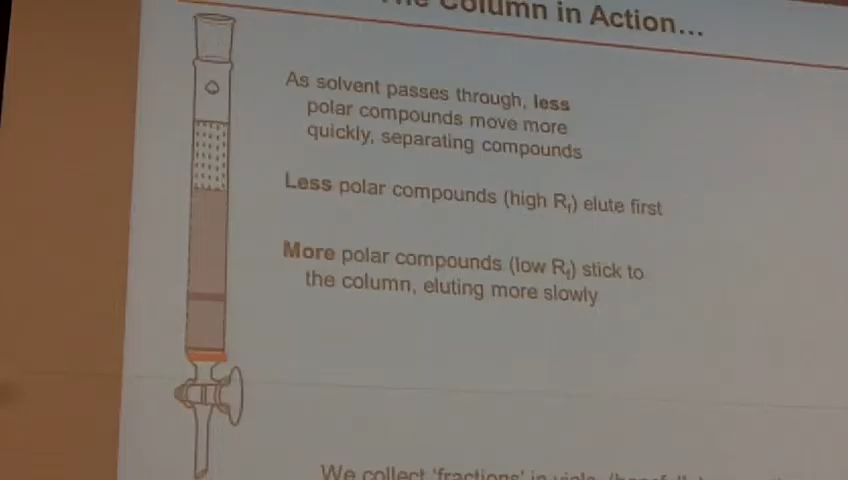 The Column in Action...
As solvent passes through, less
polar compounds move more
quickly, separating compounds
Less polar compounds (high Rf) elute first
More polar compounds (low Rf) stick to
the column, eluting more slowly
We collect 'fractions' in vials